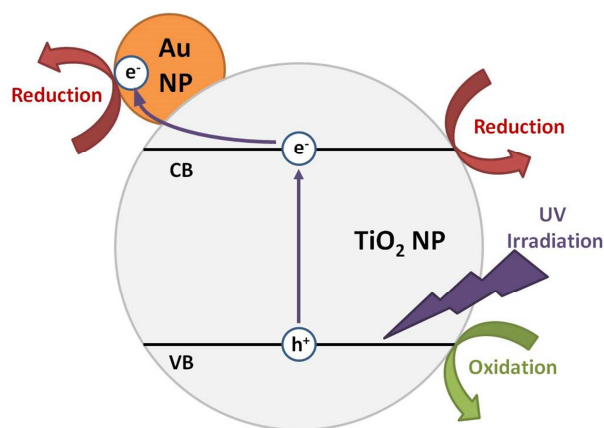 Au
NP
e⁻
Reduction
e⁻
CB
Reduction
UV
Irradiation
TiO₂ NP
h⁺
VB
Oxidation